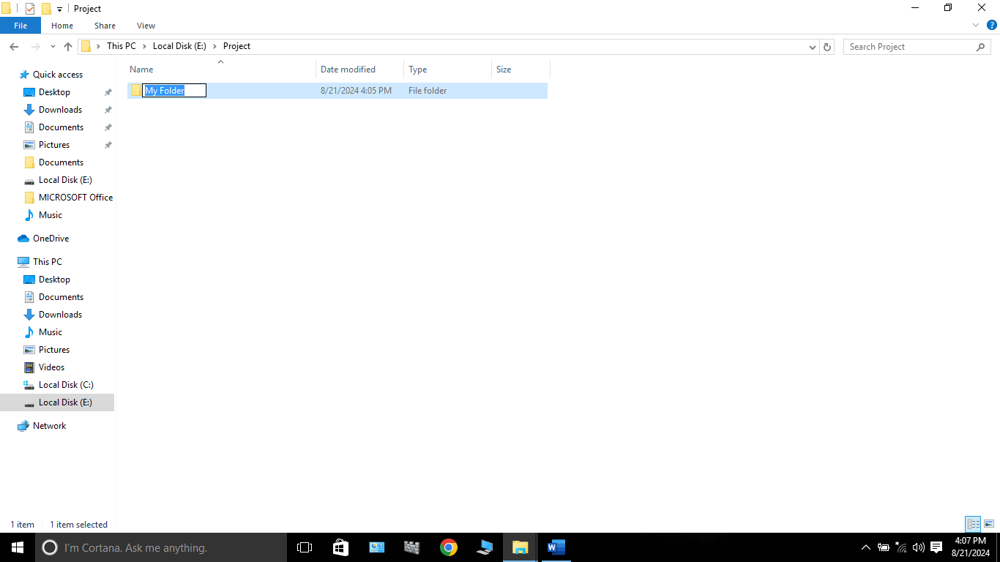 Project
File Home Share View
This PC Local Disk (E:) Project
Search Project
Name Date modified Type Size
My Folder 8/21/2024 4:05 PM File folder
Quick access
Desktop
Downloads
Documents
Pictures
Documents
Local Disk (E:)
MICROSOFT Office
Music
OneDrive
This PC
Desktop
Documents
Downloads
Music
Pictures
Videos
Local Disk (C:)
Local Disk (E:)
Network
1 item 1 item selected
I'm Cortana. Ask me anything.
4:07 PM
8/21/2024